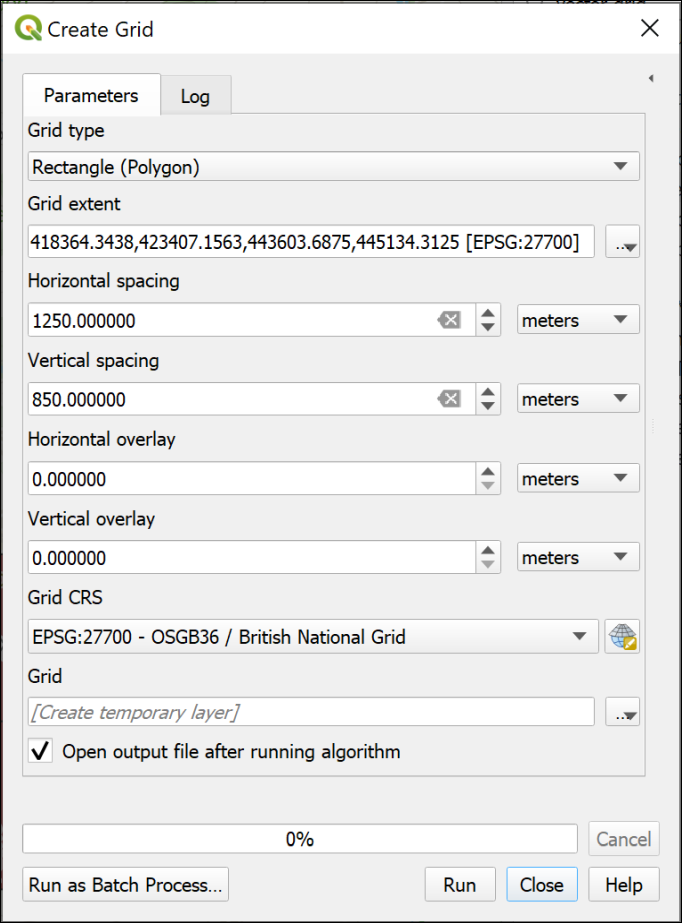 Create Grid
Parameters
Log
Grid type
Rectangle (Polygon)
Grid extent
418364.3438,423407.1563,443603.6875,445134.3125 [EPSG:27700]
...
Horizontal spacing
1250.000000
meters
Vertical spacing
850.000000
meters
Horizontal overlay
0.000000
meters
Vertical overlay
0.000000
meters
Grid CRS
EPSG:27700 - OSGB36 / British National Grid
Grid
[Create temporary layer]
...
Open output file after running algorithm
0%
Cancel
Run as Batch Process...
Run
Close
Help